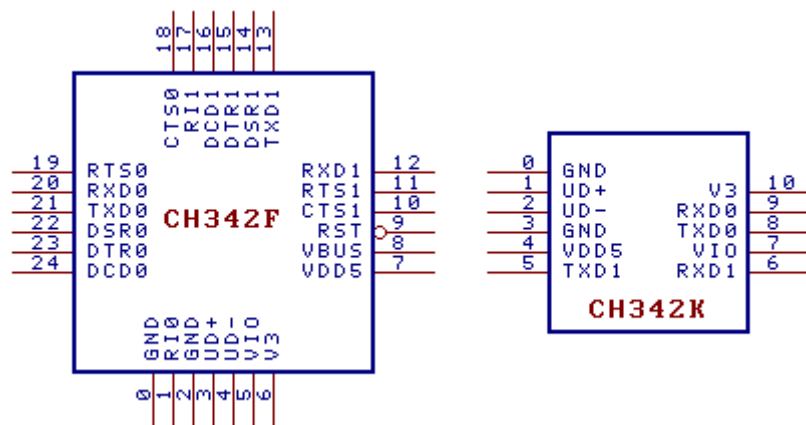 18 17 16 15 14 13
CTS0 RI1 DCD1 DTR1 DSR1 TXD1
19 RTS0 RXD1 12
20 RXD0 RTS1 11
21 TXD0 CTS1 10
22 DSR0 RST 9
23 DTR0 VBUS 8
24 DCD0 VDD5 7
CH342F
GND RI0 GND UD+ UD- VIO V3
0 1 2 3 4 5 6
0 GND
1 UD+ V3 10
2 UD- RXD0 9
3 GND TXD0 8
4 VDD5 VIO 7
5 TXD1 RXD1 6
CH342K